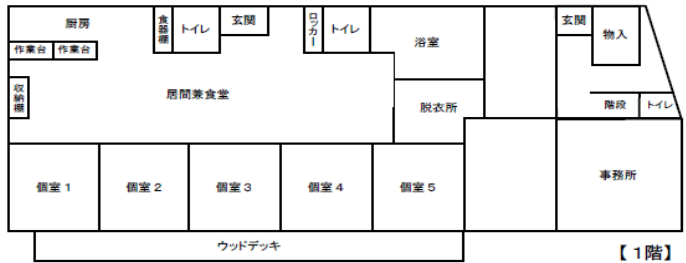 厨房
食器棚
トイレ
玄関
ロッカー
トイレ
浴室
玄関
物入
作業台
作業台
収納棚
居間兼食堂
脱衣所
階段
トイレ
個室1
個室2
個室3
個室4
個室5
事務所
ウッドデッキ
【1階】